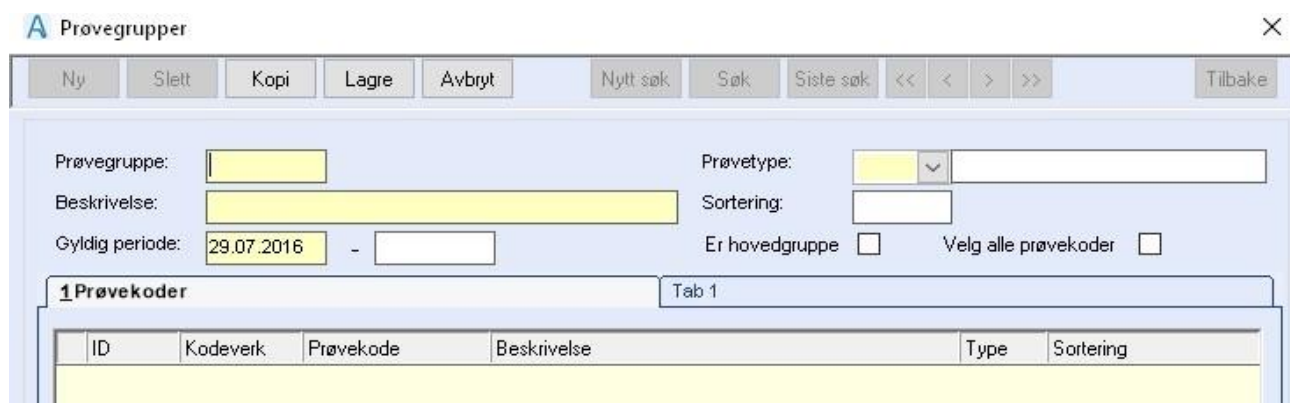 Prøvegrupper
Ny Slett Kopi Lagre Avbryt Nytt søk Søk Siste søk << < > >> Tilbake
Prøvegruppe: Prøvetype:
Beskrivelse: Sortering:
Gyldig periode: 29.07.2016 - Er hovedgruppe Velg alle prøvekoder
1 Prøvekoder Tab 1
ID Kodeverk Prøvekode Beskrivelse Type Sortering